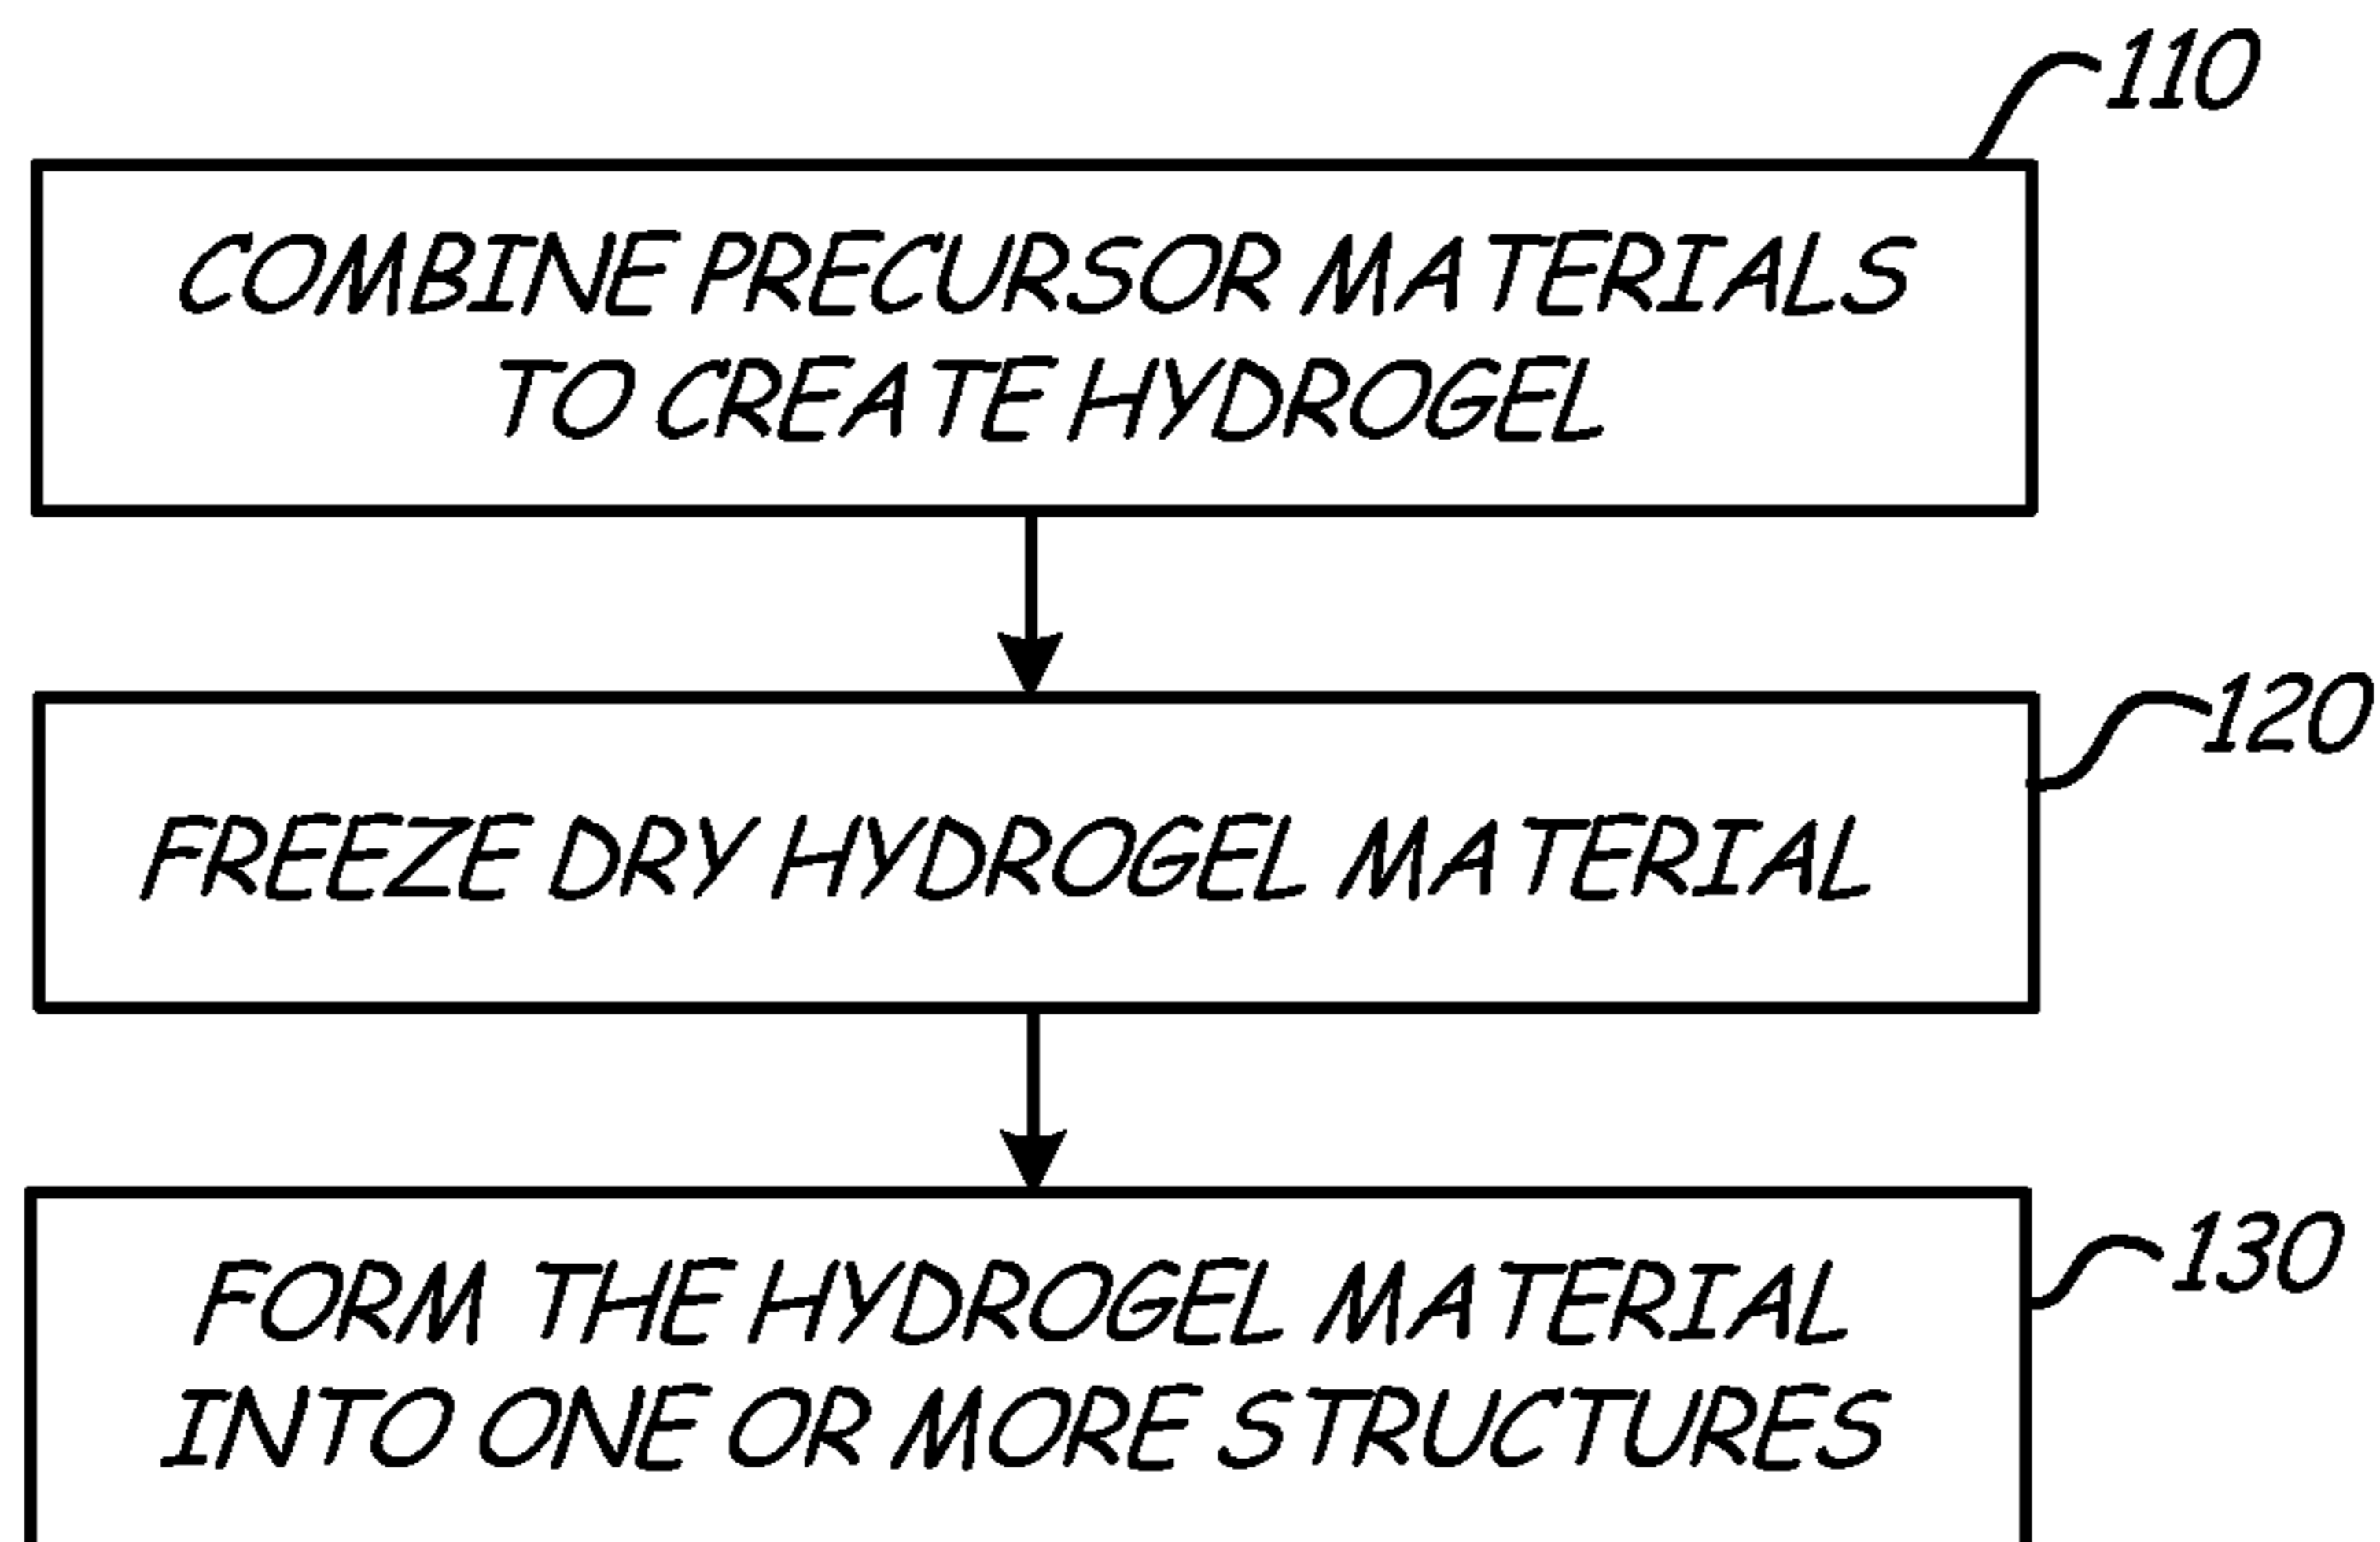 110
COMBINE PRECURSOR MATERIALS
TO CREATE HYDROGEL
120
FREEZE DRY HYDROGEL MATERIAL
130
FORM THE HYDROGEL MATERIAL
INTO ONE OR MORE STRUCTURES